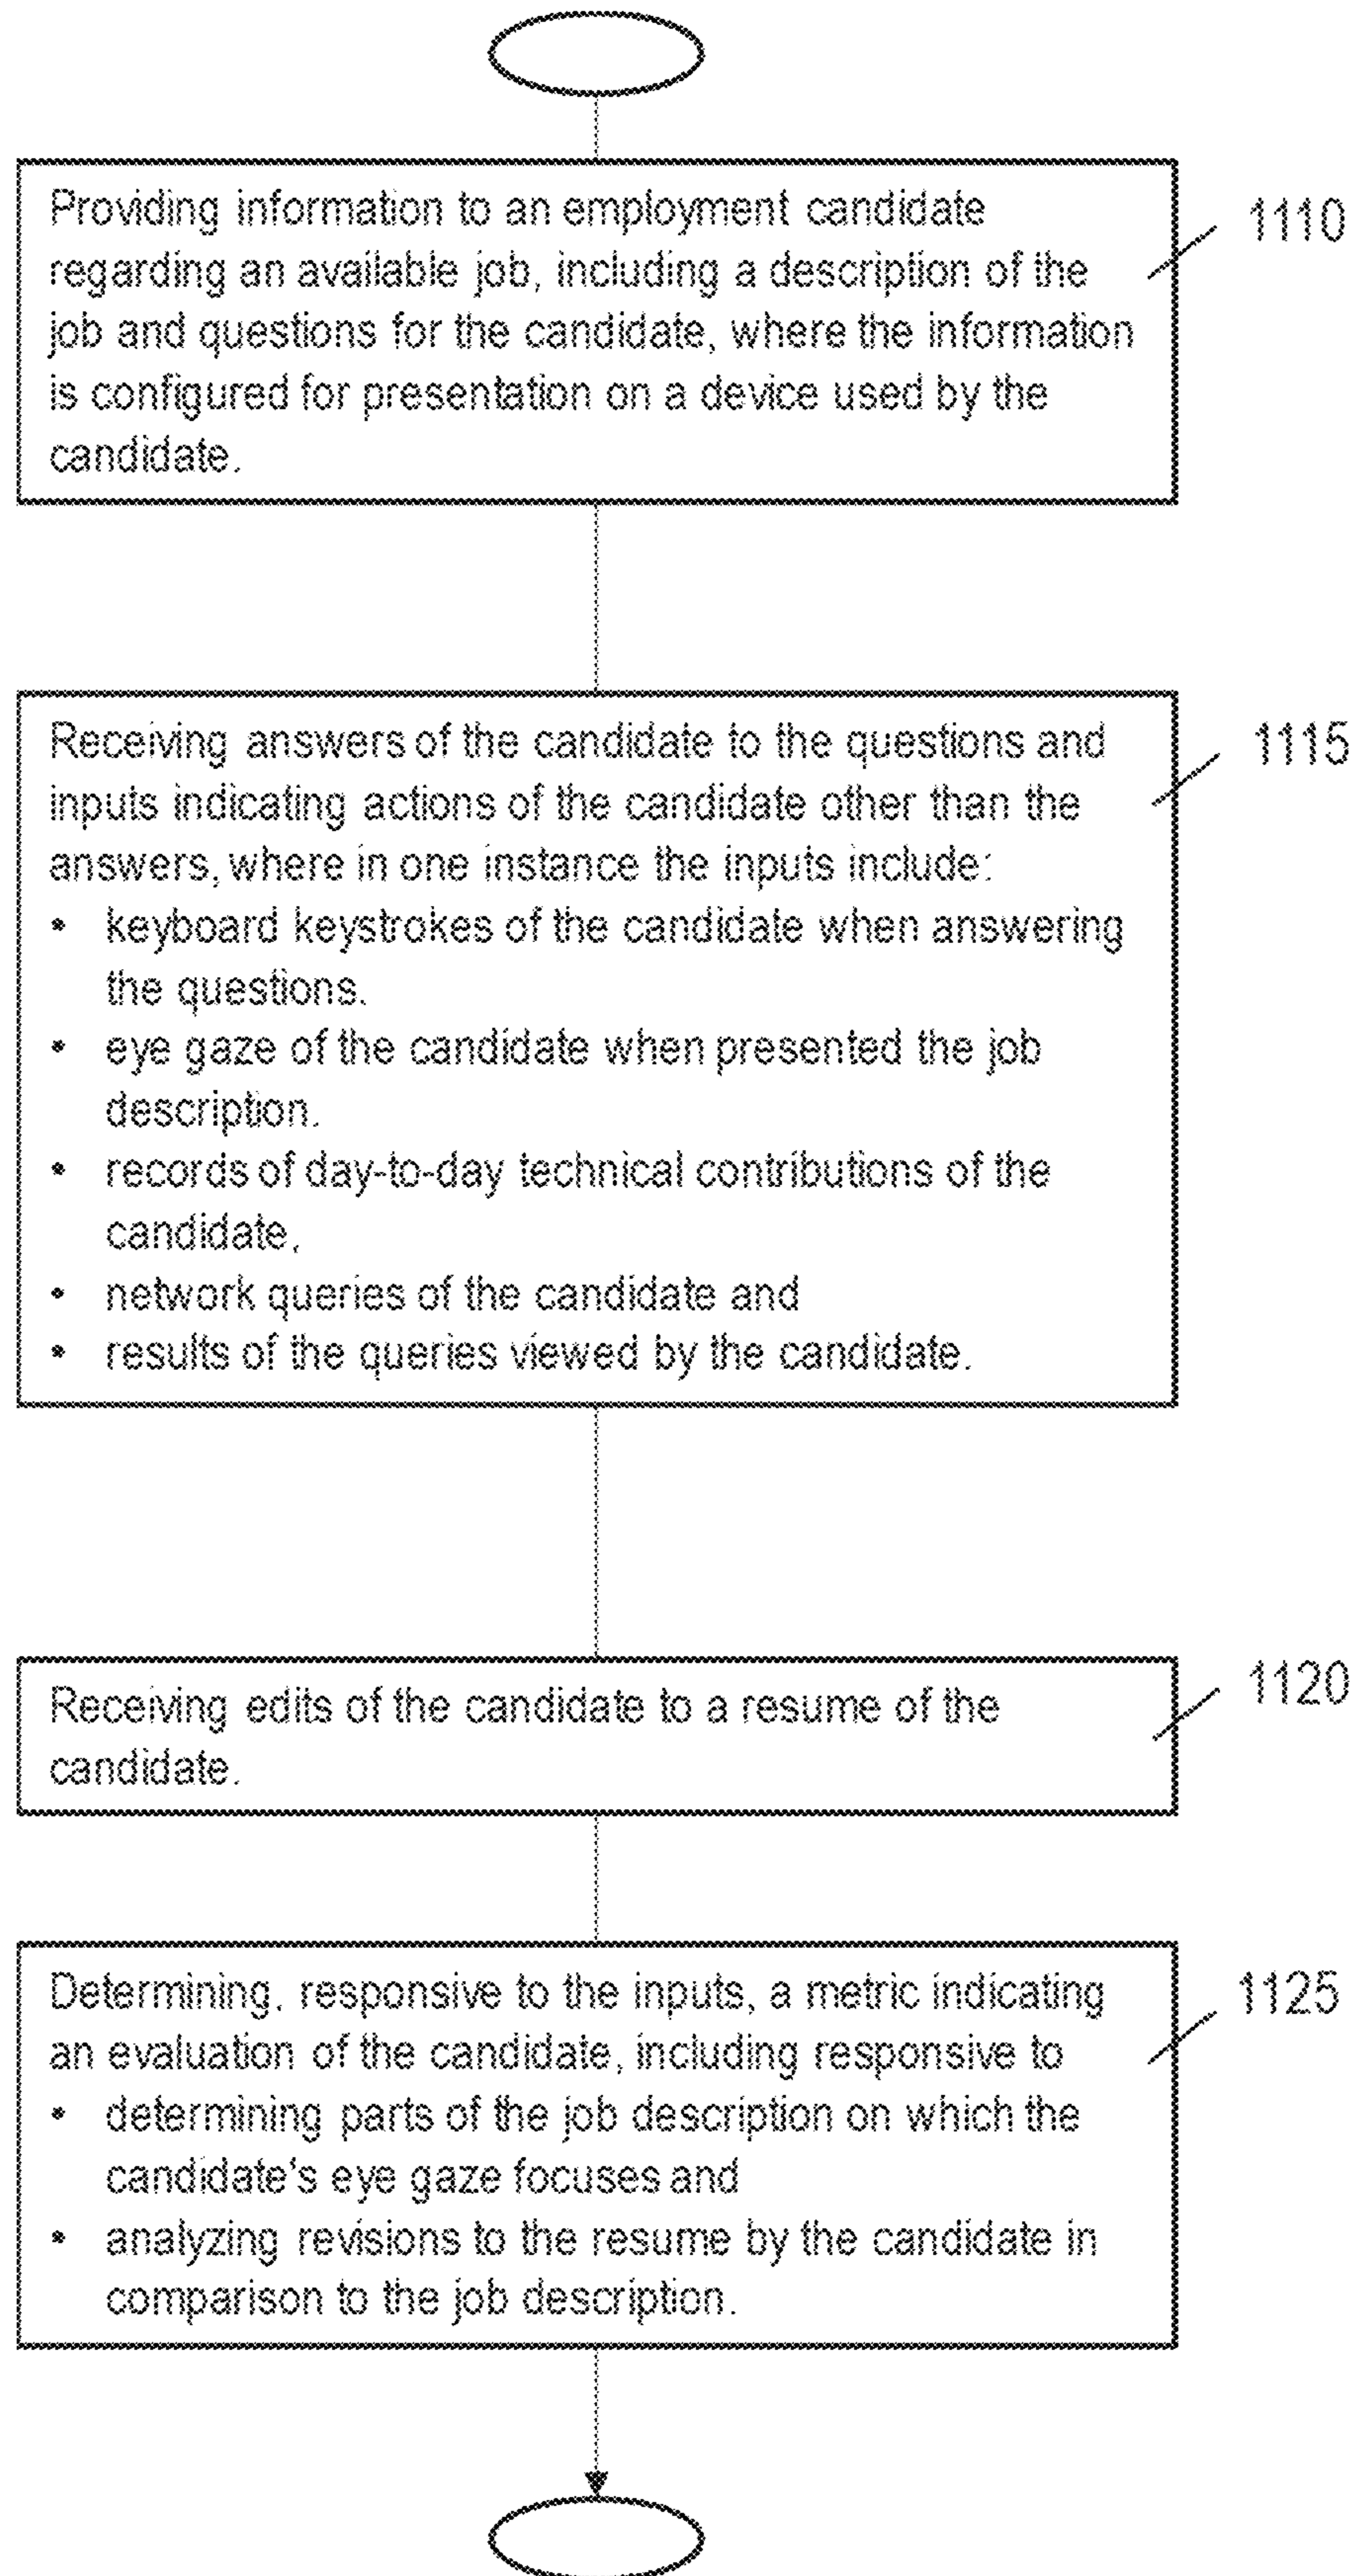 Providing information to an employment candidate
regarding an available job, including a description of the
job and questions for the candidate, where the information
is configured for presentation on a device used by the
candidate.
1110
Receiving answers of the candidate to the questions and
inputs indicating actions of the candidate other than the
answers, where in one instance the inputs include:
• keyboard keystrokes of the candidate when answering
the questions.
• eye gaze of the candidate when presented the job
description.
• records of day-to-day technical contributions of the
candidate,
• network queries of the candidate and
• results of the queries viewed by the candidate.
1115
Receiving edits of the candidate to a resume of the
candidate.
1120
Determining, responsive to the inputs, a metric indicating
an evaluation of the candidate, including responsive to
• determining parts of the job description on which the
candidate's eye gaze focuses and
• analyzing revisions to the resume by the candidate in
comparison to the job description.
1125